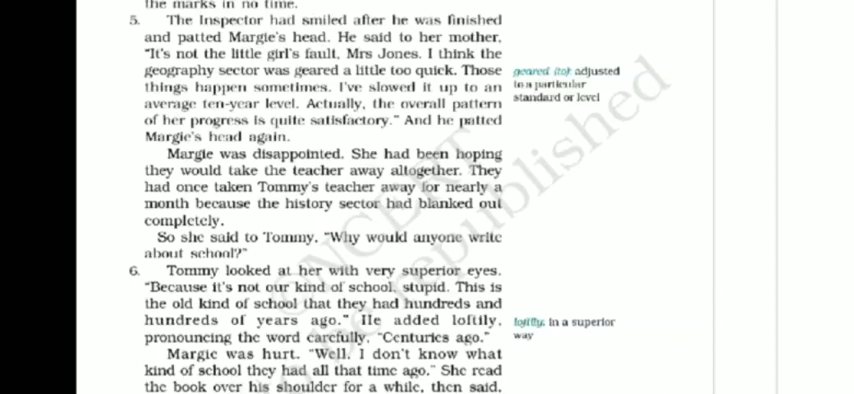 the marks in no time.
5. The Inspector had smiled after he was finished
and patted Margie's head. He said to her mother,
"It's not the little girl's fault, Mrs Jones. I think the
geography sector was geared a little too quick. Those
things happen sometimes. I've slowed it up to an
average ten-year level. Actually, the overall pattern
of her progress is quite satisfactory." And he patted
Margie's head again.
geared (to): adjusted
to a particular
standard or level
Margie was disappointed. She had been hoping
they would take the teacher away altogether. They
had once taken Tommy's teacher away for nearly a
month because the history sector had blanked out
completely.
So she said to Tommy, "Why would anyone write
about school?"
6. Tommy looked at her with very superior eyes.
"Because it's not our kind of school, stupid. This is
the old kind of school that they had hundreds and
hundreds of years ago." He added loftily,
pronouncing the word carefully, "Centuries ago."
loftily: in a superior
way
Margie was hurt. "Well, I don't know what
kind of school they had all that time ago." She read
the book over his shoulder for a while, then said,
©NCERT
to be republished